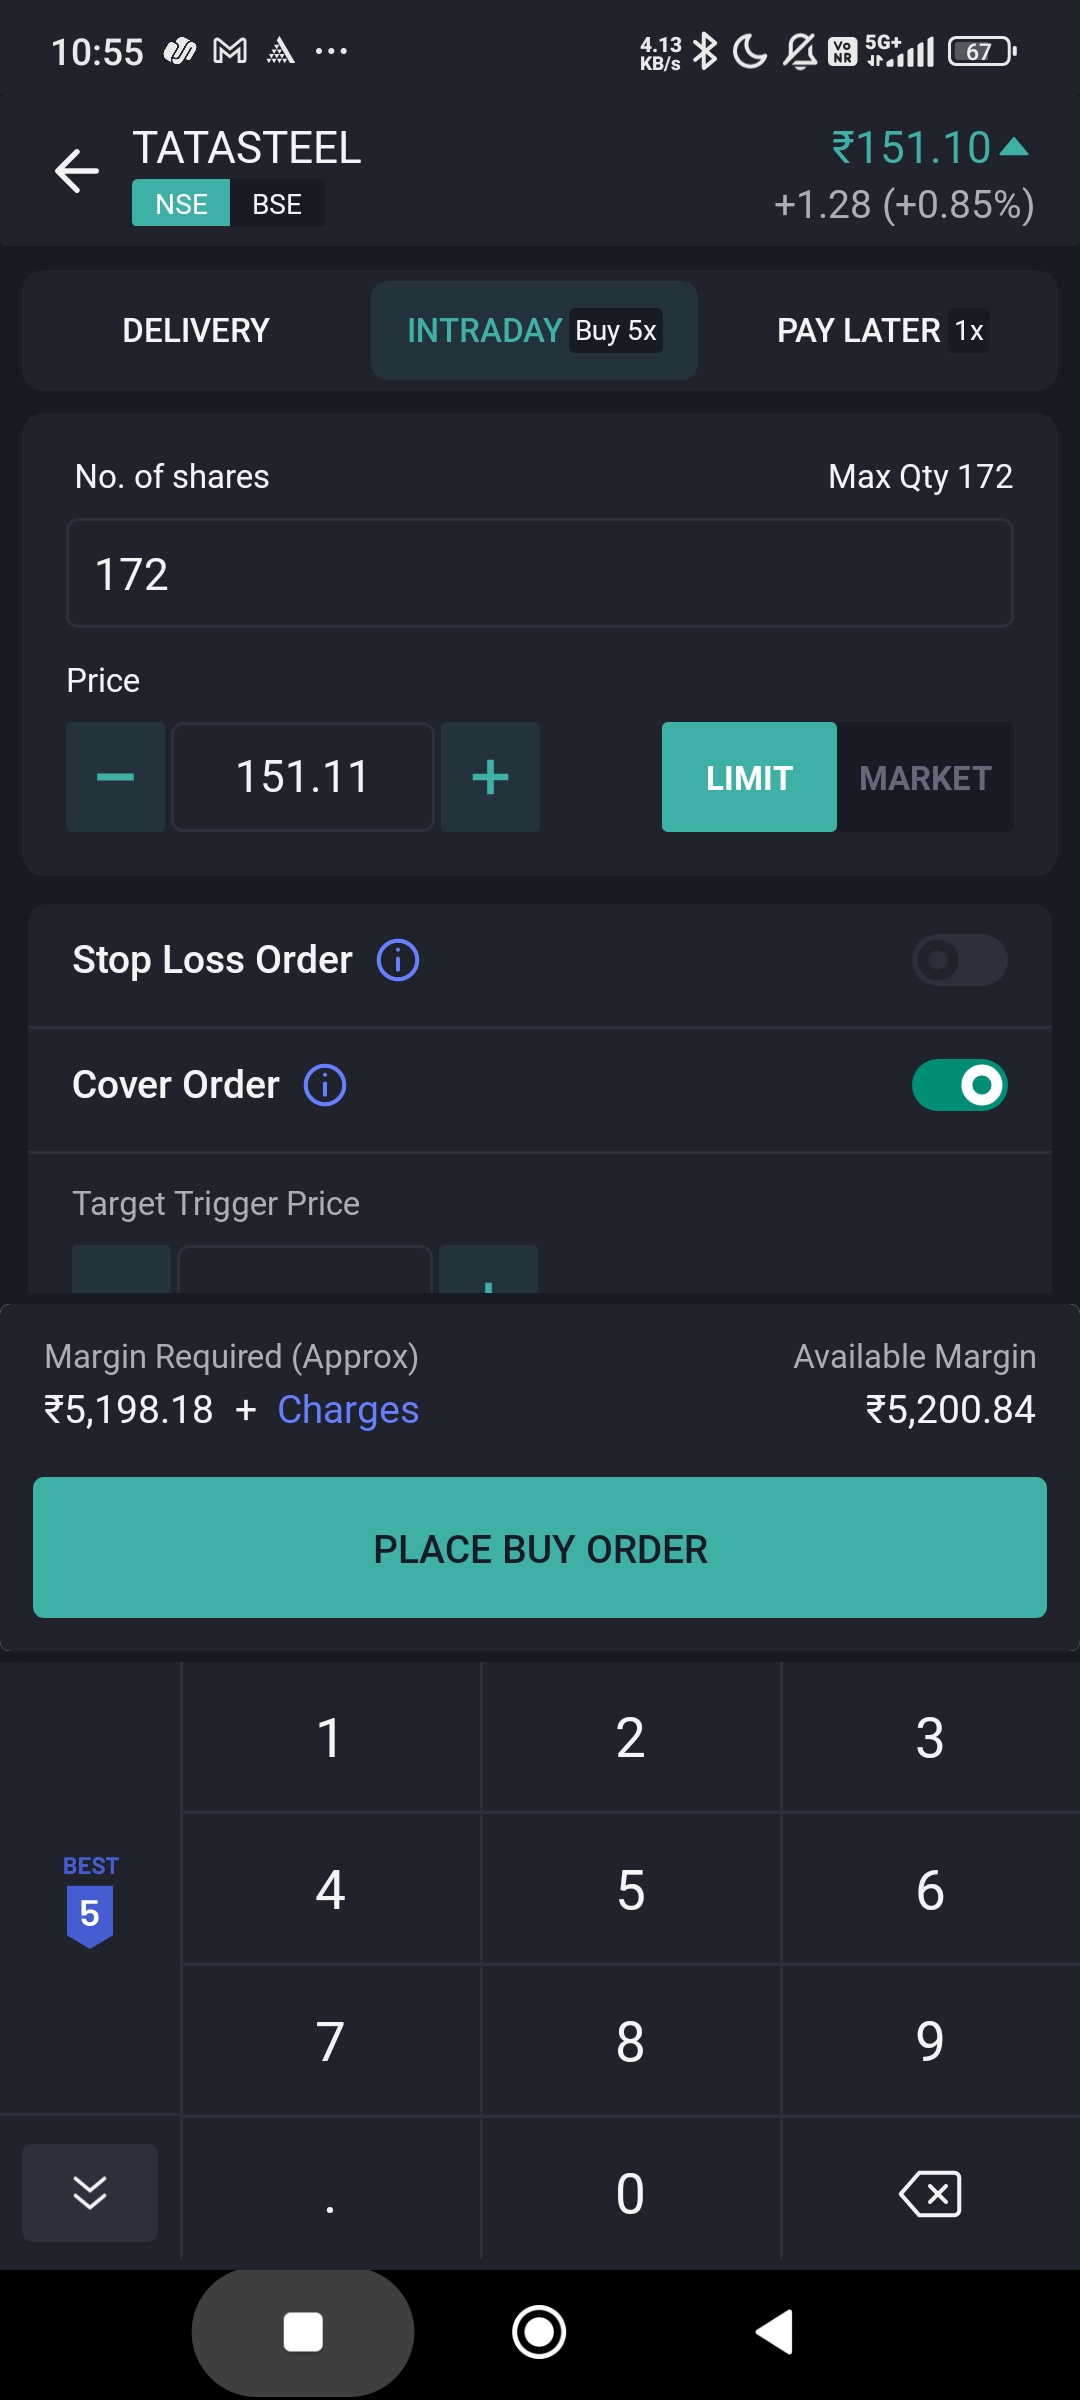 10:55
4.13 KB/s
Vo NR
5G+
67
TATASTEEL
₹151.10
NSE BSE
+1.28 (+0.85%)
DELIVERY INTRADAY Buy 5x PAY LATER 1x
No. of shares Max Qty 172
172
Price
151.11 LIMIT MARKET
Stop Loss Order
Cover Order
Target Trigger Price
Margin Required (Approx) Available Margin
₹5,198.18 + Charges ₹5,200.84
PLACE BUY ORDER
1 2 3
BEST
5
4 5 6
7 8 9
. 0